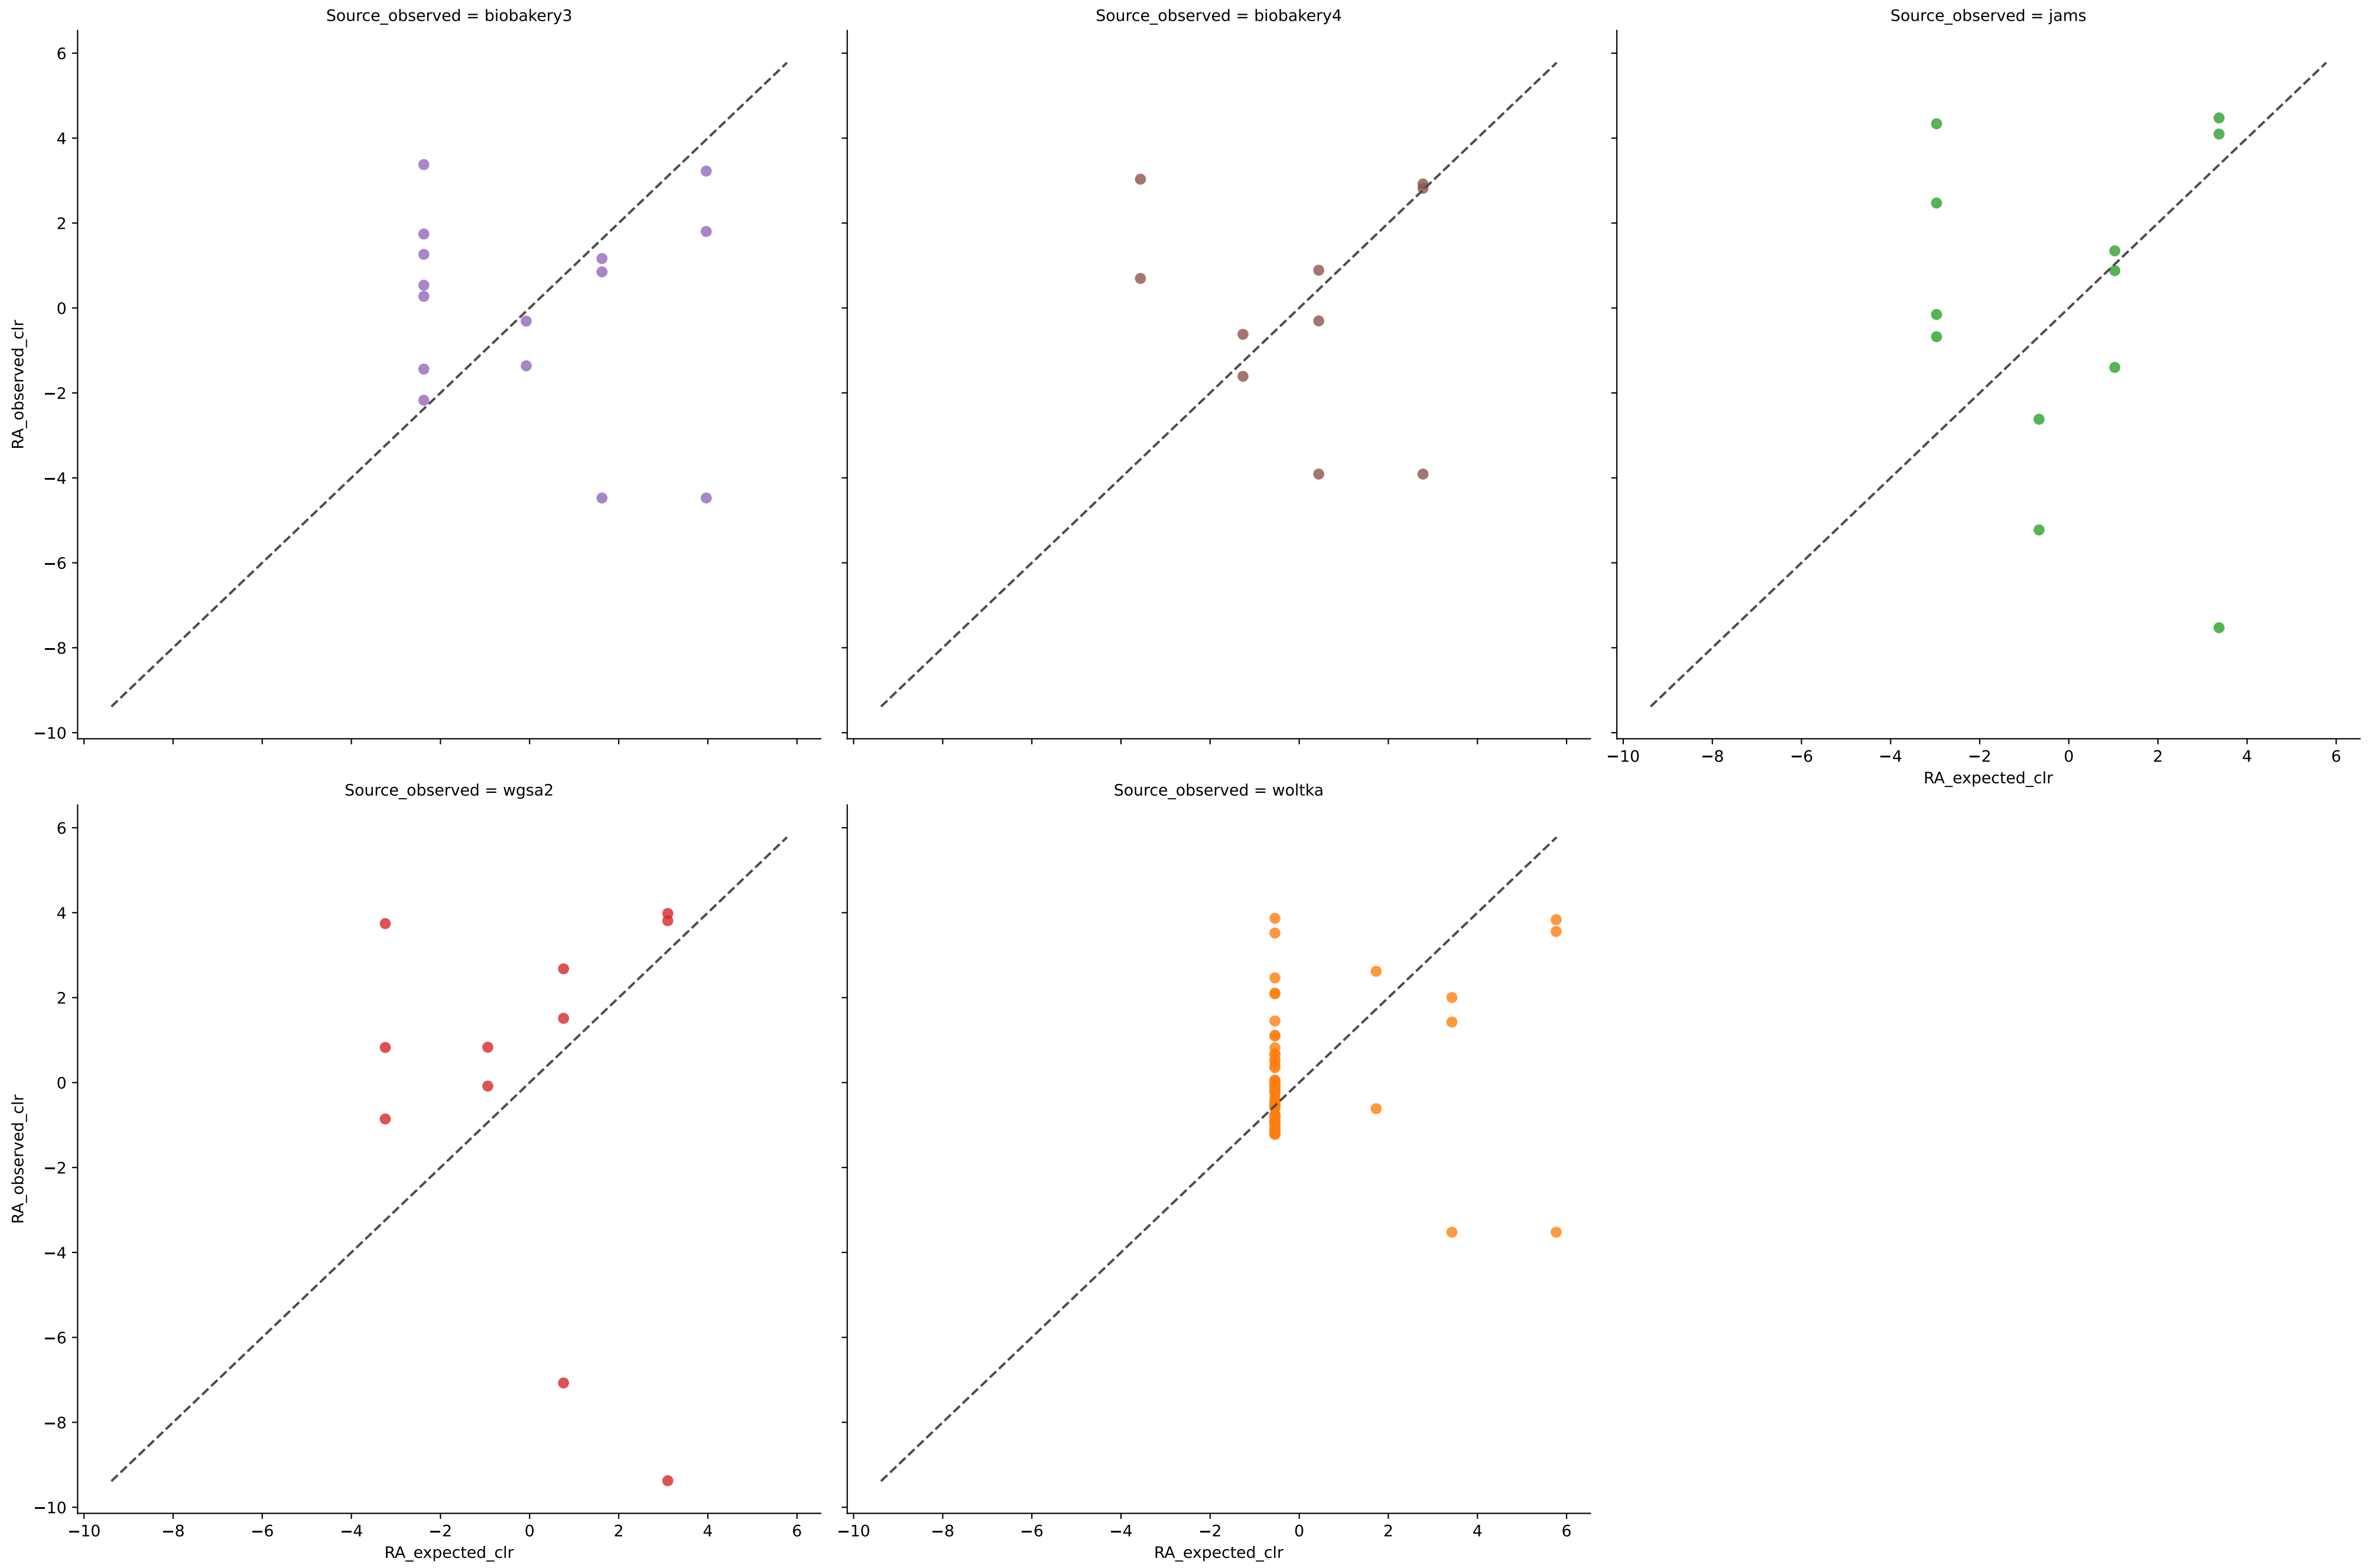 Source_observed = biobakery3
Source_observed = biobakery4
Source_observed = jams
6
4
2
0
−2
−4
−6
−8
−10
RA_observed_clr
−10 −8 −6 −4 −2 0 2 4 6
RA_expected_clr
Source_observed = wgsa2
Source_observed = woltka
6
4
2
0
−2
−4
−6
−8
−10
RA_observed_clr
−10 −8 −6 −4 −2 0 2 4 6
−10 −8 −6 −4 −2 0 2 4 6
RA_expected_clr
RA_expected_clr